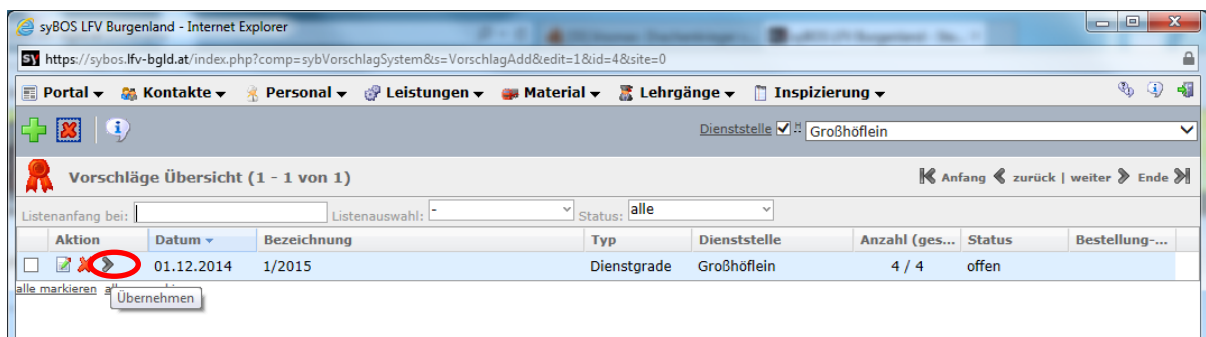 syBOS LFV Burgenland - Internet Explorer
sy https://sybos.lfv-bgld.at/index.php?comp=sybVorschlagSystem&s=VorschlagAdd&edit=1&id=4&site=0
Portal Kontakte Personal Leistungen Material Lehrgänge Inspizierung
Dienststelle Großhöflein
Vorschläge Übersicht (1 - 1 von 1) Anfang zurück | weiter Ende
Listenanfang bei: Listenauswahl: - Status: alle
Aktion Datum Bezeichnung Typ Dienststelle Anzahl (ges... Status Bestellung-...
01.12.2014 1/2015 Dienstgrade Großhöflein 4 / 4 offen
alle markieren
Übernehmen